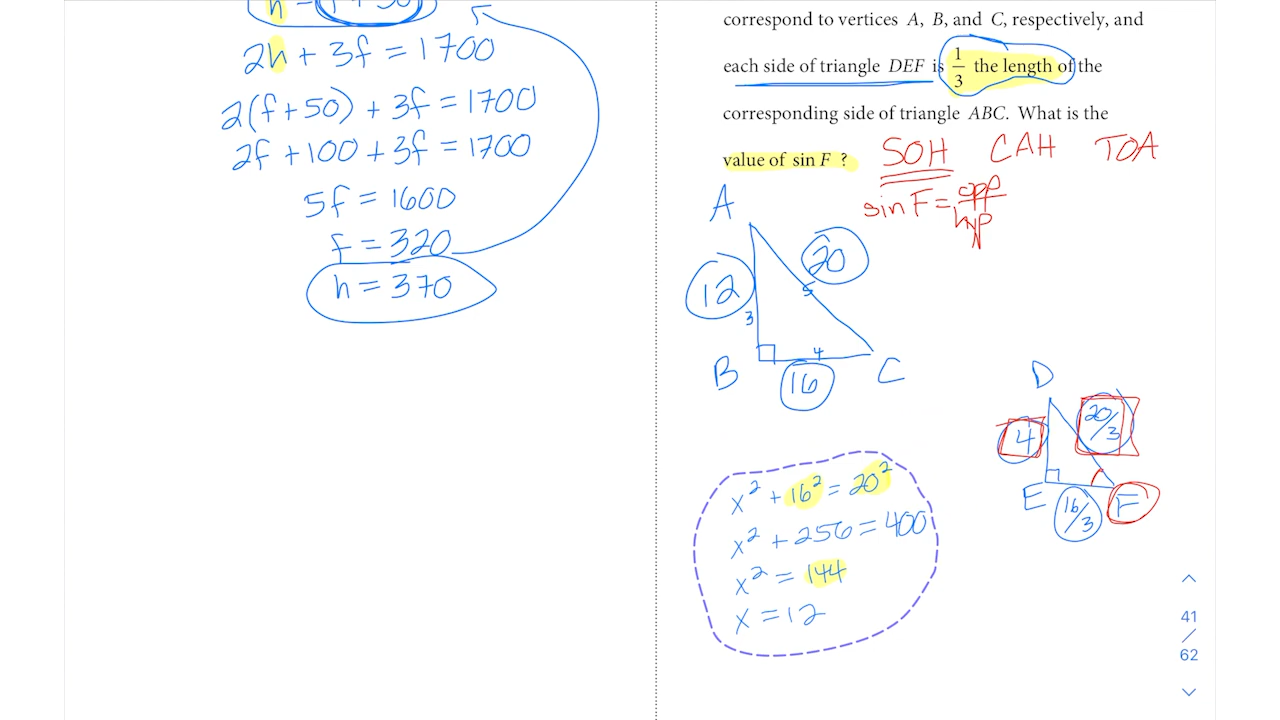 2h + 3f = 1700
2(f+50) + 3f = 1700
2f + 100 + 3f = 1700
5f = 1600
f = 320
h = 370
correspond to vertices A, B, and C, respectively, and
each side of triangle DEF is 1/3 the length of the
corresponding side of triangle ABC. What is the
value of sin F ?
SOH CAH TOA
sin F = opp/hyp
A
20
12
5
3
4
B
16
C
D
4
20/3
E
16/3
F
x² + 16² = 20²
x² + 256 = 400
x² = 144
x = 12
41
/
62